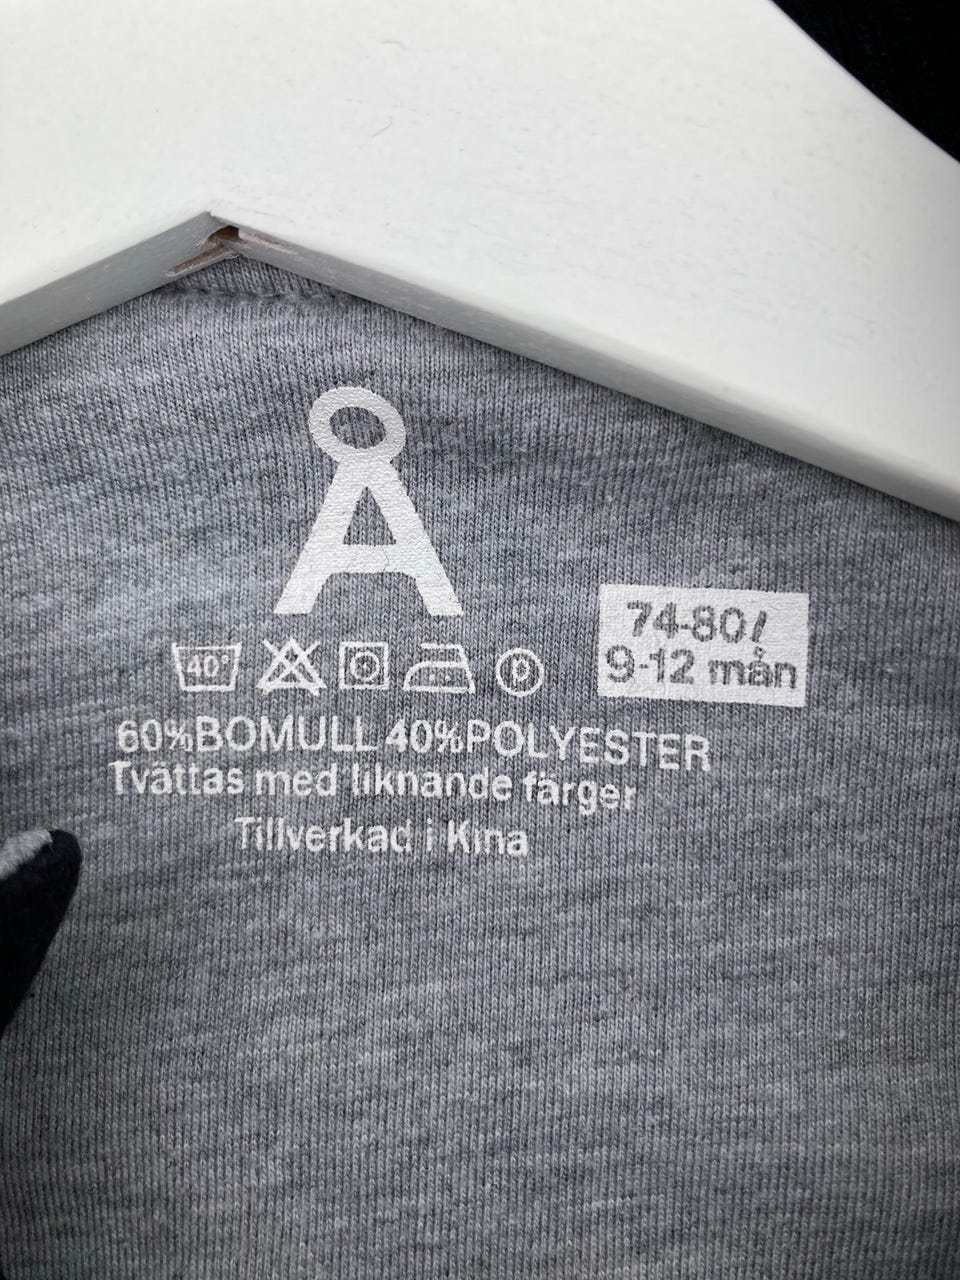 Å
74-80/
9-12 mån
40°
P
60%BOMULL 40%POLYESTER
Tvättas med liknande färger
Tillverkad i Kina